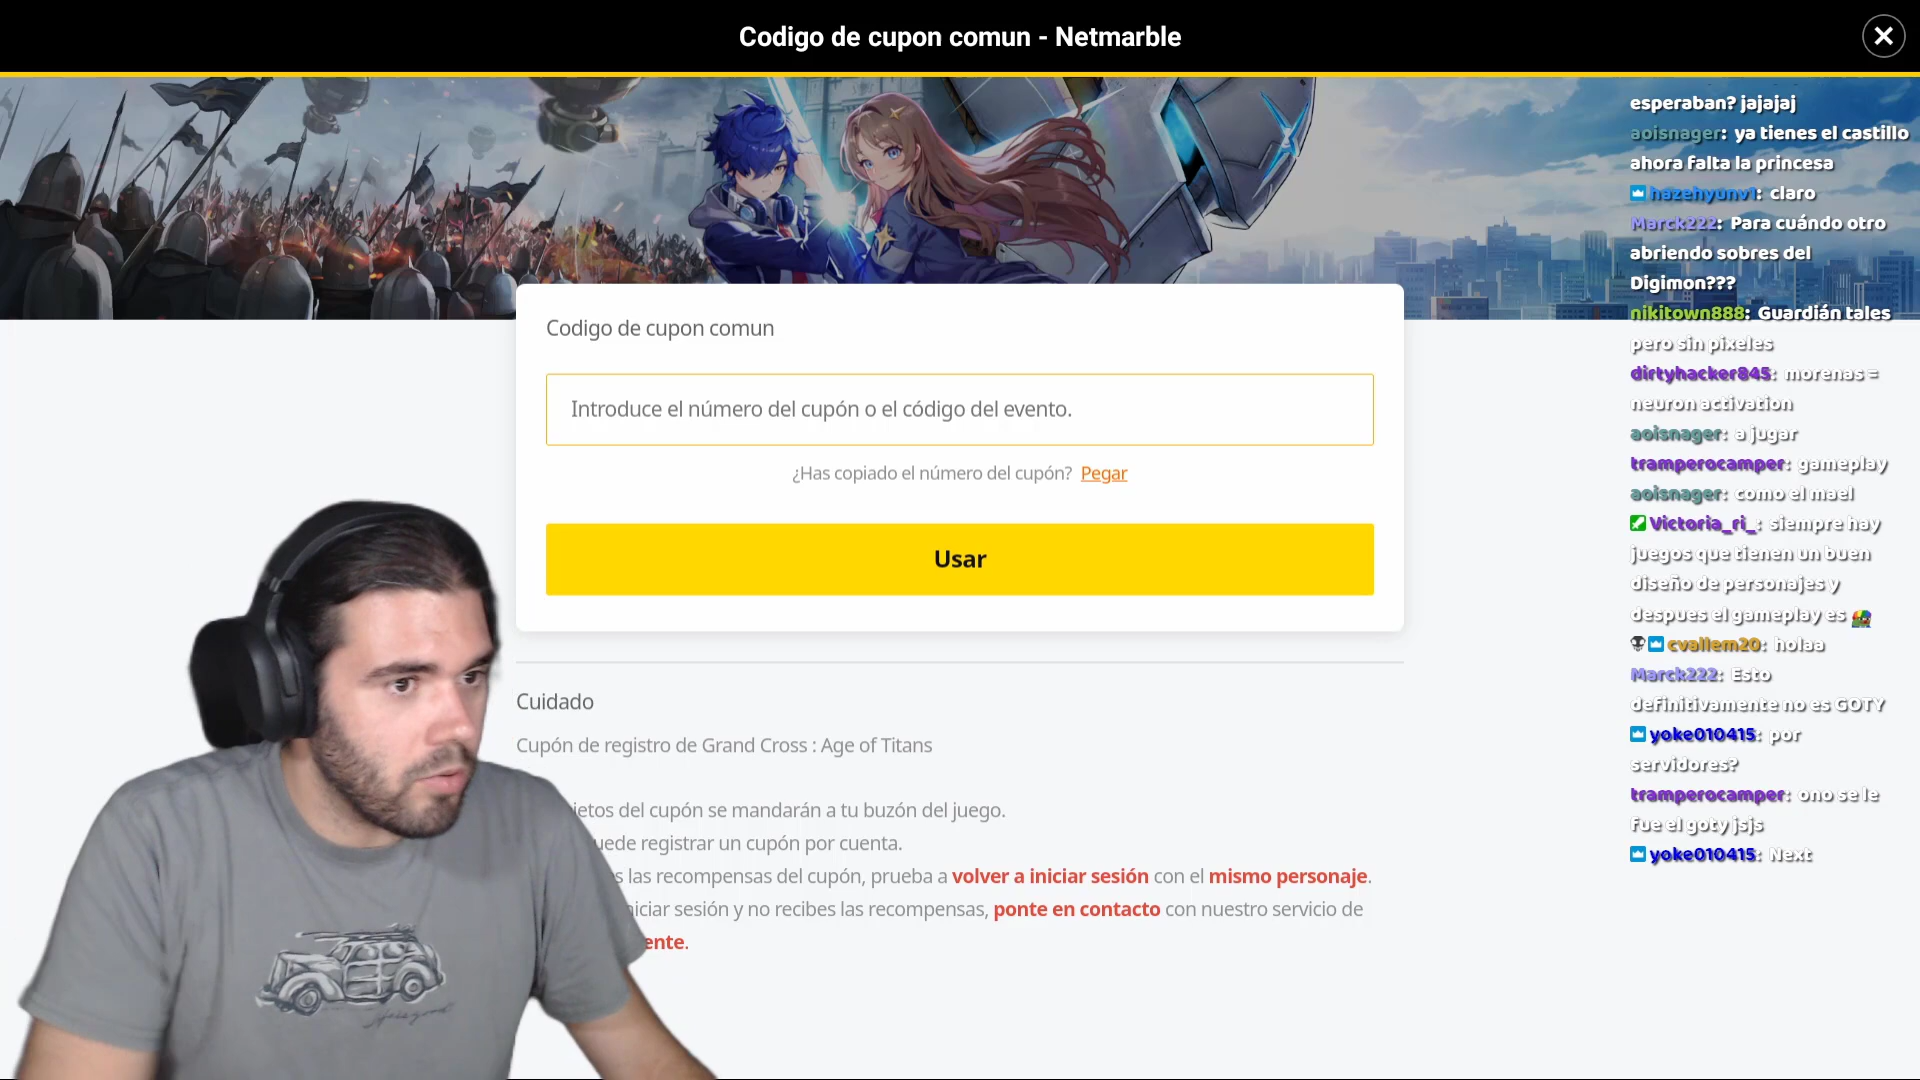 Codigo de cupon comun - Netmarble
Codigo de cupon comun
Introduce el número del cupón o el código del evento.
¿Has copiado el número del cupón? Pegar
Usar
Cuidado
Cupón de registro de Grand Cross : Age of Titans
jetos del cupón se mandarán a tu buzón del juego.
uede registrar un cupón por cuenta.
s las recompensas del cupón, prueba a volver a iniciar sesión con el mismo personaje.
iciar sesión y no recibes las recompensas, ponte en contacto con nuestro servicio de
ente.
esperaban? jajajaj
aoisnager: ya tienes el castillo
ahora falta la princesa
hazehyunv1: claro
Marck222: Para cuándo otro
abriendo sobres del
Digimon???
nikitown888: Guardián tales
pero sin pixeles
dirtyhacker845: morenas =
neuron activation
aoisnager: a jugar
tramperocamper: gameplay
aoisnager: como el mael
Victoria_ri_: siempre hay
juegos que tienen un buen
diseño de personajes y
despues el gameplay es
cvallem20: holaa
Marck222: Esto
definitivamente no es GOTY
yoke010415: por
servidores?
tramperocamper: ono se le
fue el goty jsjs
yoke010415: Next